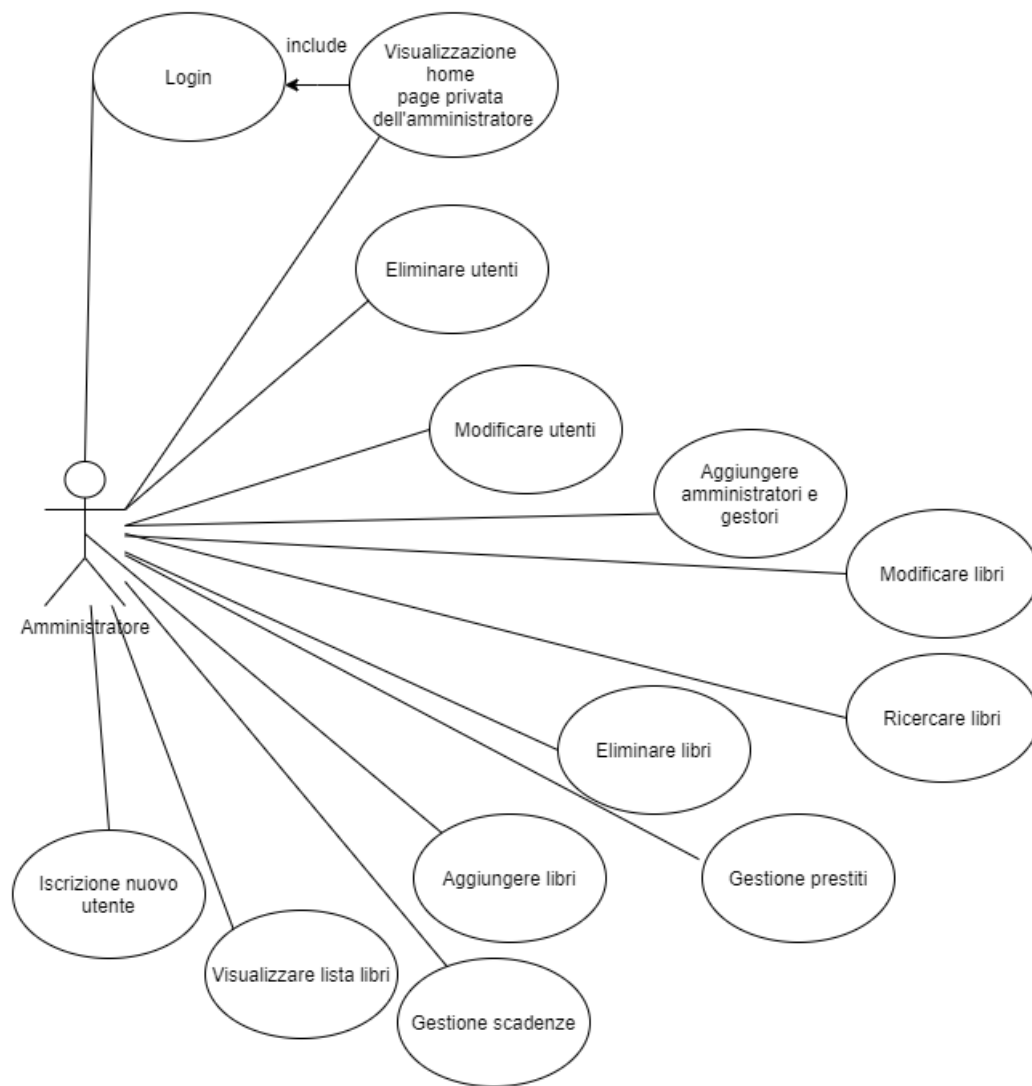 Login
include
Visualizzazione
home
page privata
dell'amministratore
Eliminare utenti
Modificare utenti
Aggiungere
amministratori e
gestori
Modificare libri
Amministratore
Ricercare libri
Eliminare libri
Iscrizione nuovo
utente
Aggiungere libri
Gestione prestiti
Visualizzare lista libri
Gestione scadenze